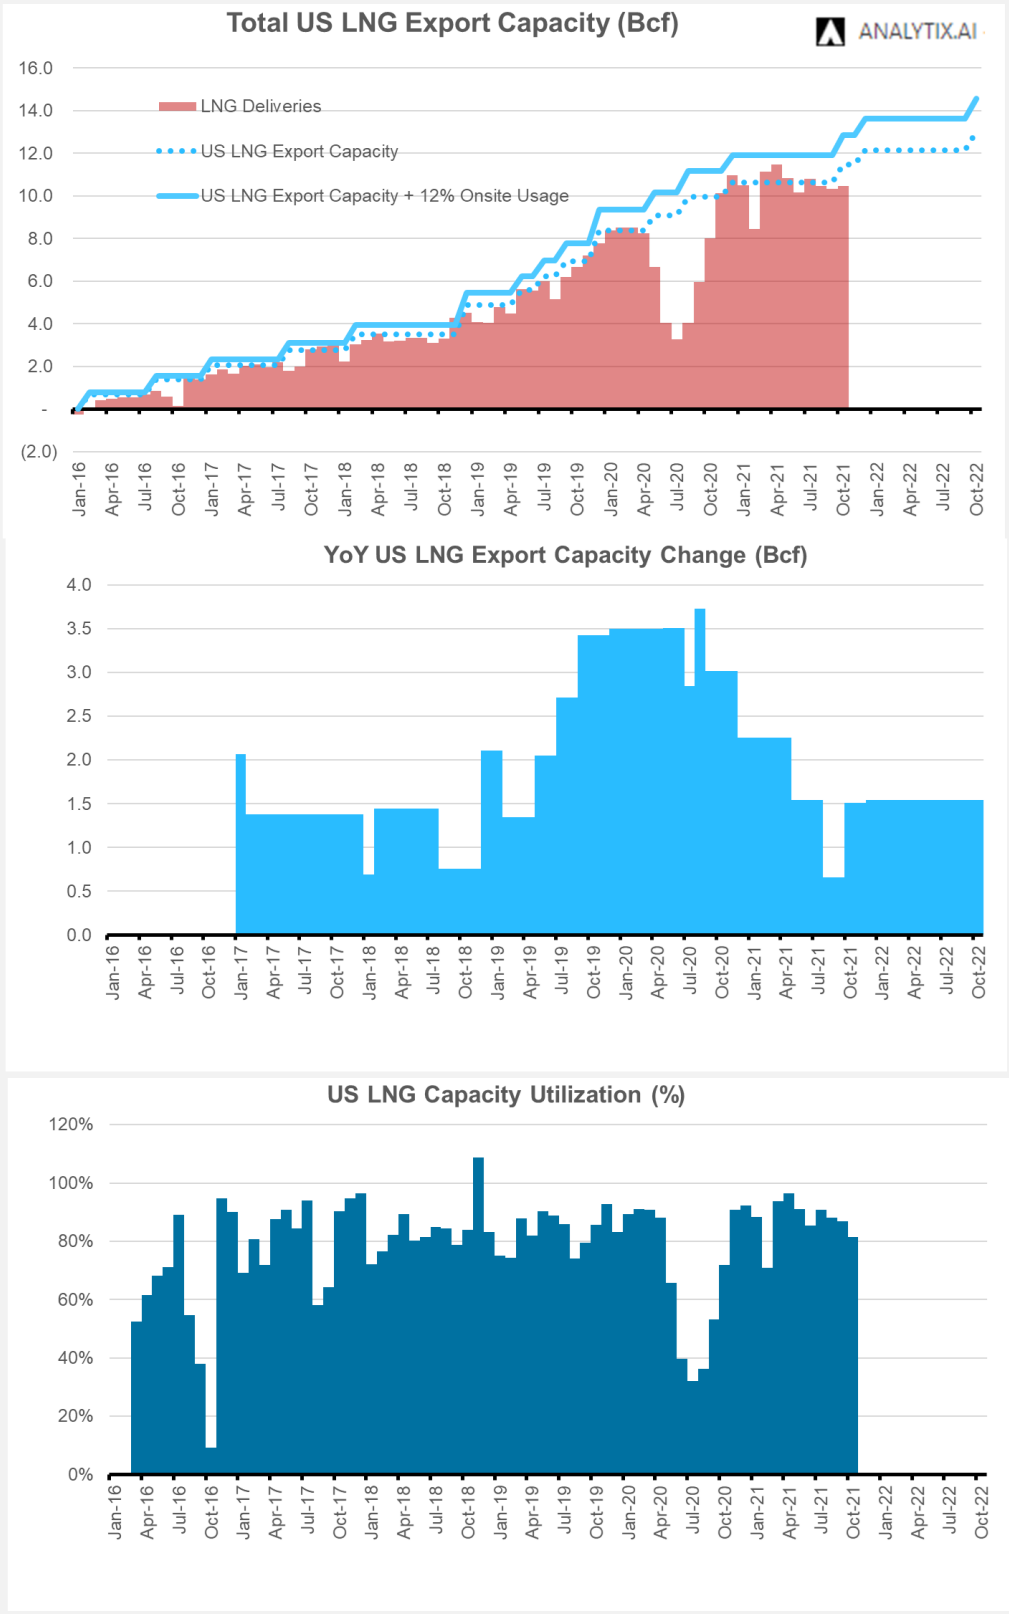 Total US LNG Export Capacity (Bcf)
ANALYTIX.AI
16.0
14.0
12.0
10.0
8.0
6.0
4.0
2.0
-
(2.0)
LNG Deliveries
US LNG Export Capacity
US LNG Export Capacity + 12% Onsite Usage
Jan-16 Apr-16 Jul-16 Oct-16 Jan-17 Apr-17 Jul-17 Oct-17 Jan-18 Apr-18 Jul-18 Oct-18 Jan-19 Apr-19 Jul-19 Oct-19 Jan-20 Apr-20 Jul-20 Oct-20 Jan-21 Apr-21 Jul-21 Oct-21 Jan-22 Apr-22 Jul-22 Oct-22
YoY US LNG Export Capacity Change (Bcf)
4.0
3.5
3.0
2.5
2.0
1.5
1.0
0.5
0.0
Jan-16 Apr-16 Jul-16 Oct-16 Jan-17 Apr-17 Jul-17 Oct-17 Jan-18 Apr-18 Jul-18 Oct-18 Jan-19 Apr-19 Jul-19 Oct-19 Jan-20 Apr-20 Jul-20 Oct-20 Jan-21 Apr-21 Jul-21 Oct-21 Jan-22 Apr-22 Jul-22 Oct-22
US LNG Capacity Utilization (%)
120%
100%
80%
60%
40%
20%
0%
Jan-16 Apr-16 Jul-16 Oct-16 Jan-17 Apr-17 Jul-17 Oct-17 Jan-18 Apr-18 Jul-18 Oct-18 Jan-19 Apr-19 Jul-19 Oct-19 Jan-20 Apr-20 Jul-20 Oct-20 Jan-21 Apr-21 Jul-21 Oct-21 Jan-22 Apr-22 Jul-22 Oct-22